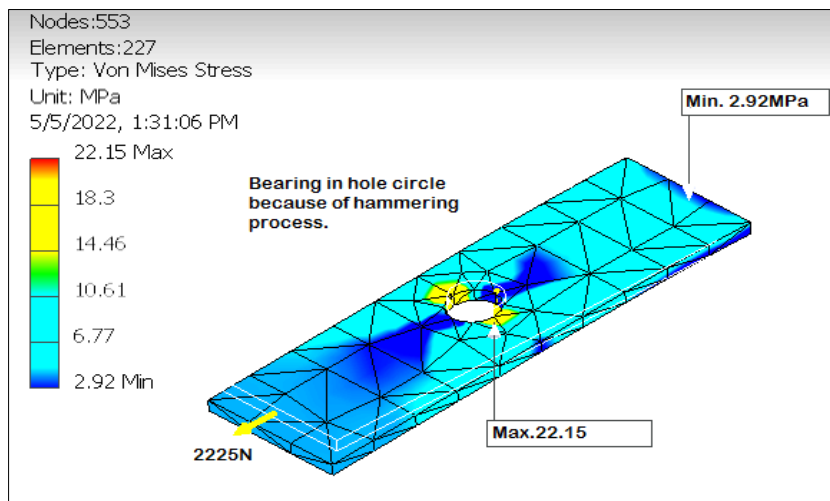 Nodes:553
Elements:227
Type: Von Mises Stress
Unit: MPa
5/5/2022, 1:31:06 PM
22.15 Max
18.3
14.46
10.61
6.77
2.92 Min
Bearing in hole circle
because of hammering
process.
Min. 2.92MPa
Max.22.15
2225N